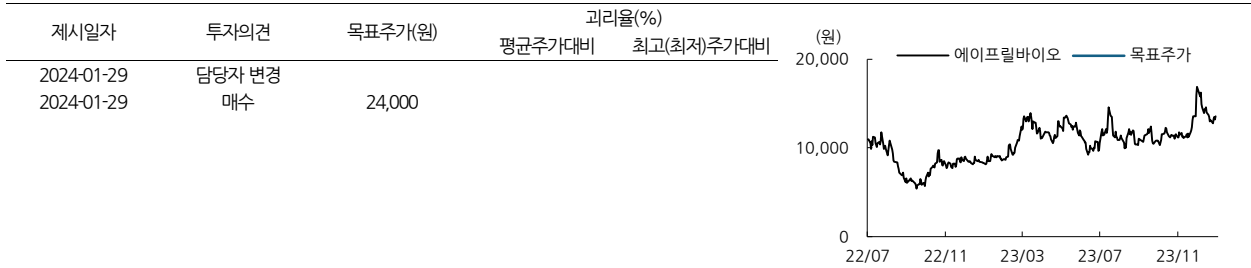 제시일자 투자의견 목표주가(원) 괴리율(%)
평균주가대비 최고(최저)주가대비
2024-01-29 담당자 변경
2024-01-29 매수 24,000
(원)
에이프릴바이오 목표주가
20,000
10,000
0
22/07 22/11 23/03 23/07 23/11